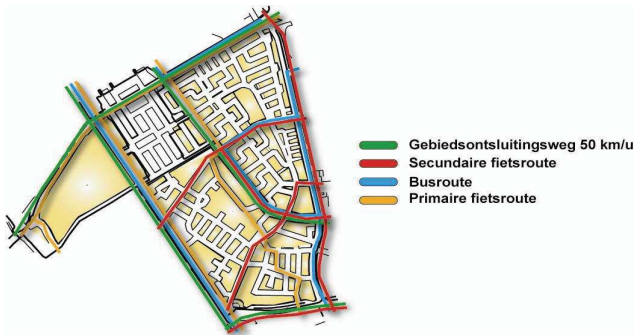 Gebiedsontsluitingsweg 50 km/u
Secundaire fietsroute
Busroute
Primaire fietsroute